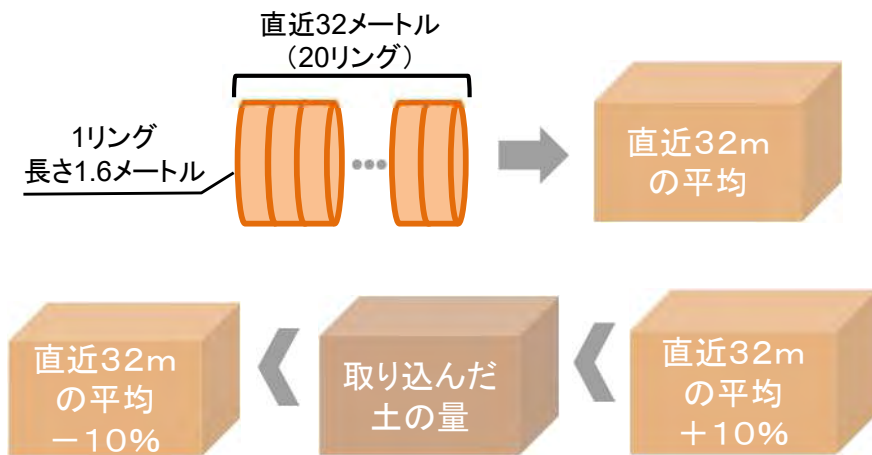 直近32メートル
（20リング）
1リング
長さ1.6メートル
直近３２ｍ
の平均
直近３２ｍ
の平均
－１０％
取り込んだ
土の量
直近３２ｍ
の平均
＋１０％